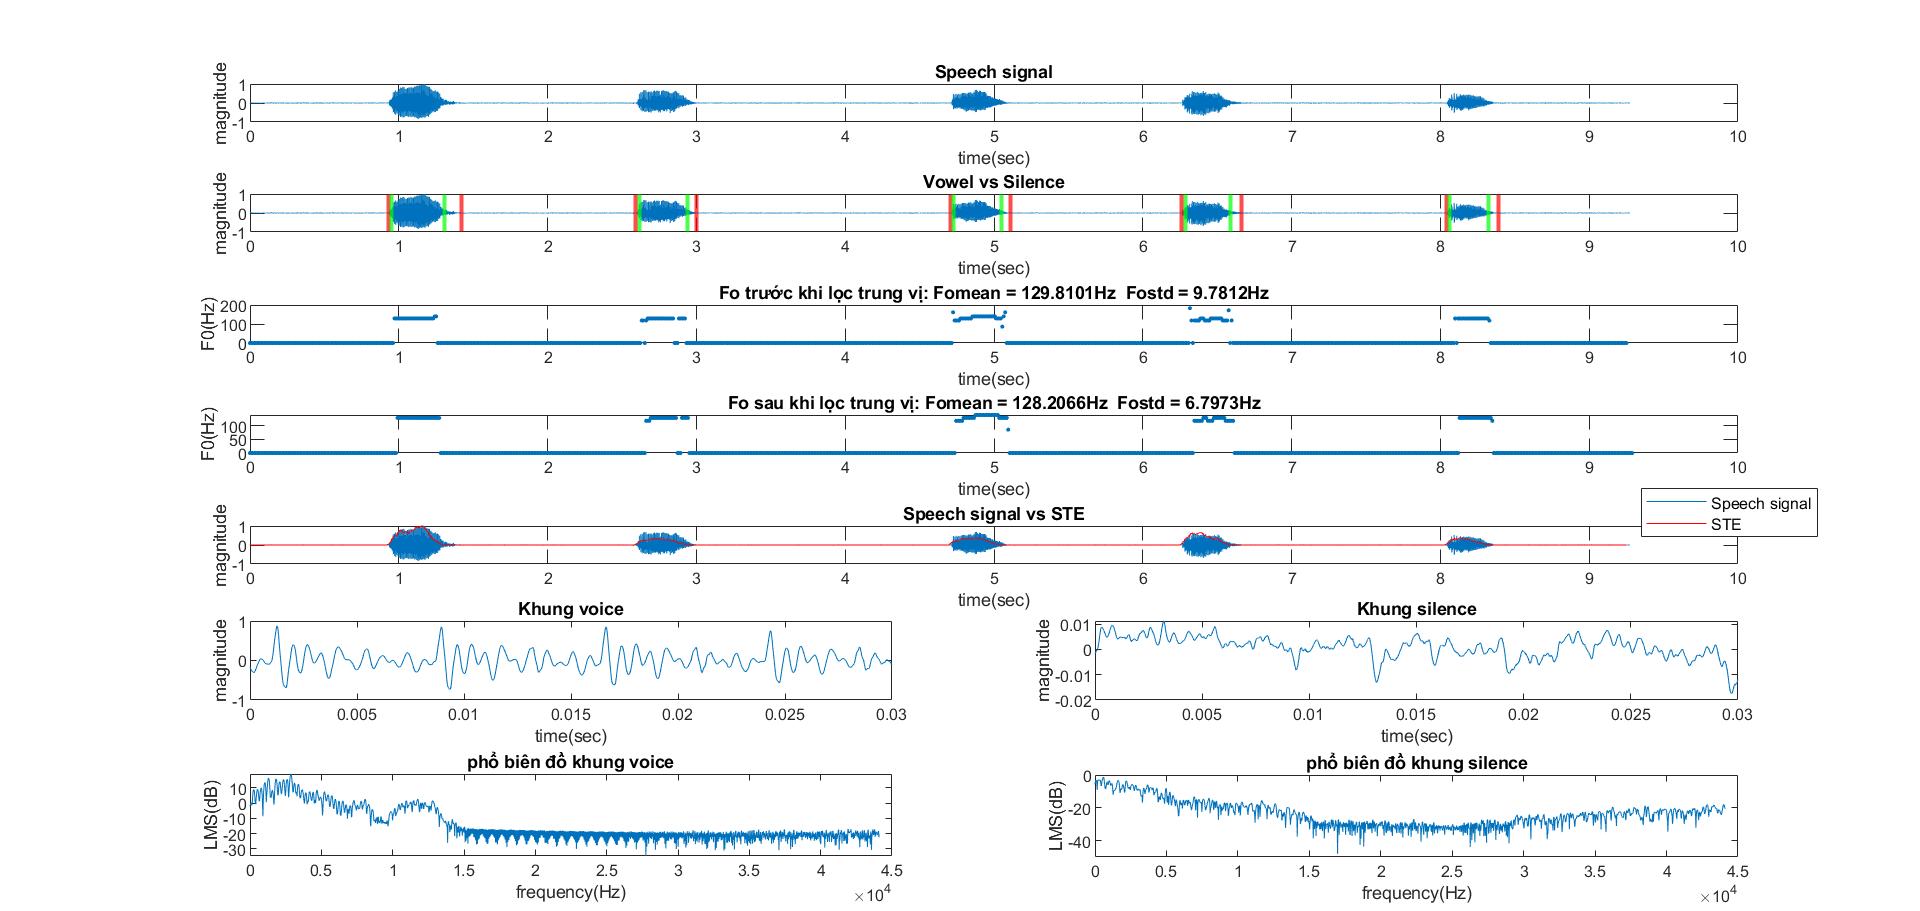 Speech signal
magnitude
1
0
-1
0 1 2 3 4 5 6 7 8 9 10
time(sec)
Vowel vs Silence
magnitude
1
0
-1
0 1 2 3 4 5 6 7 8 9 10
time(sec)
Fo trước khi lọc trung vị: Fomean = 129.8101Hz Fostd = 9.7812Hz
F0(Hz)
200
100
0
0 1 2 3 4 5 6 7 8 9 10
time(sec)
Fo sau khi lọc trung vị: Fomean = 128.2066Hz Fostd = 6.7973Hz
F0(Hz)
100
50
0
0 1 2 3 4 5 6 7 8 9 10
time(sec)
Speech signal vs STE
Speech signal
STE
magnitude
1
0
-1
0 1 2 3 4 5 6 7 8 9 10
time(sec)
Khung voice
magnitude
1
0
-1
0 0.005 0.01 0.015 0.02 0.025 0.03
time(sec)
Khung silence
magnitude
0.01
0
-0.01
-0.02
0 0.005 0.01 0.015 0.02 0.025 0.03
time(sec)
phổ biên đồ khung voice
LMS(dB)
10
0
-10
-20
-30
0 0.5 1 1.5 2 2.5 3 3.5 4 4.5
frequency(Hz)
×10^4
phổ biên đồ khung silence
LMS(dB)
0
-20
-40
0 0.5 1 1.5 2 2.5 3 3.5 4 4.5
frequency(Hz)
×10^4